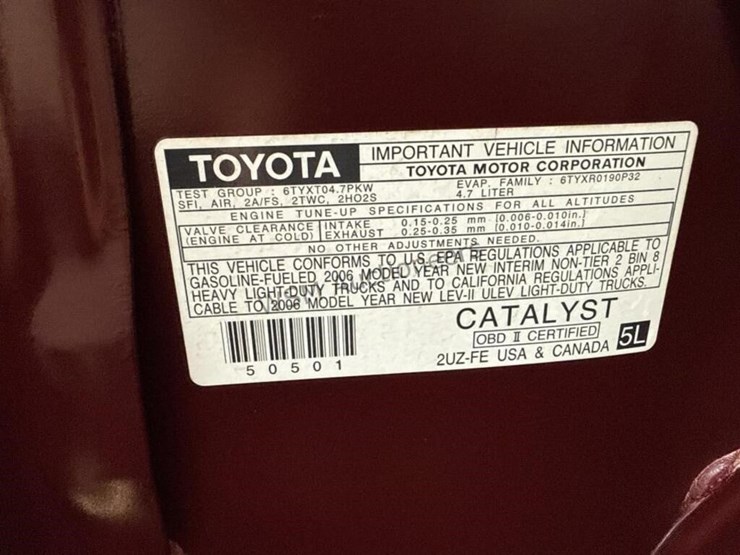 TOYOTA
IMPORTANT VEHICLE INFORMATION
TOYOTA MOTOR CORPORATION
TEST GROUP : 6TYXT04.7PKW EVAP. FAMILY : 6TYXR0190P32
SFI, AIR, 2A/FS, 2TWC, 2HO2S 4.7 LITER
ENGINE TUNE-UP SPECIFICATIONS FOR ALL ALTITUDES
VALVE CLEARANCE INTAKE 0.15-0.25 mm (0.006-0.010in.)
(ENGINE AT COLD) EXHAUST 0.25-0.35 mm (0.010-0.014in.)
NO OTHER ADJUSTMENTS NEEDED.
THIS VEHICLE CONFORMS TO U.S. EPA REGULATIONS APPLICABLE TO
GASOLINE-FUELED 2006 MODEL YEAR NEW INTERIM NON-TIER 2 BIN 8
HEAVY LIGHT-DUTY TRUCKS AND TO CALIFORNIA REGULATIONS APPLI-
CABLE TO 2006 MODEL YEAR NEW LEV-II ULEV LIGHT-DUTY TRUCKS.
CATALYST
OBD II CERTIFIED
5L
2UZ-FE USA & CANADA
50501